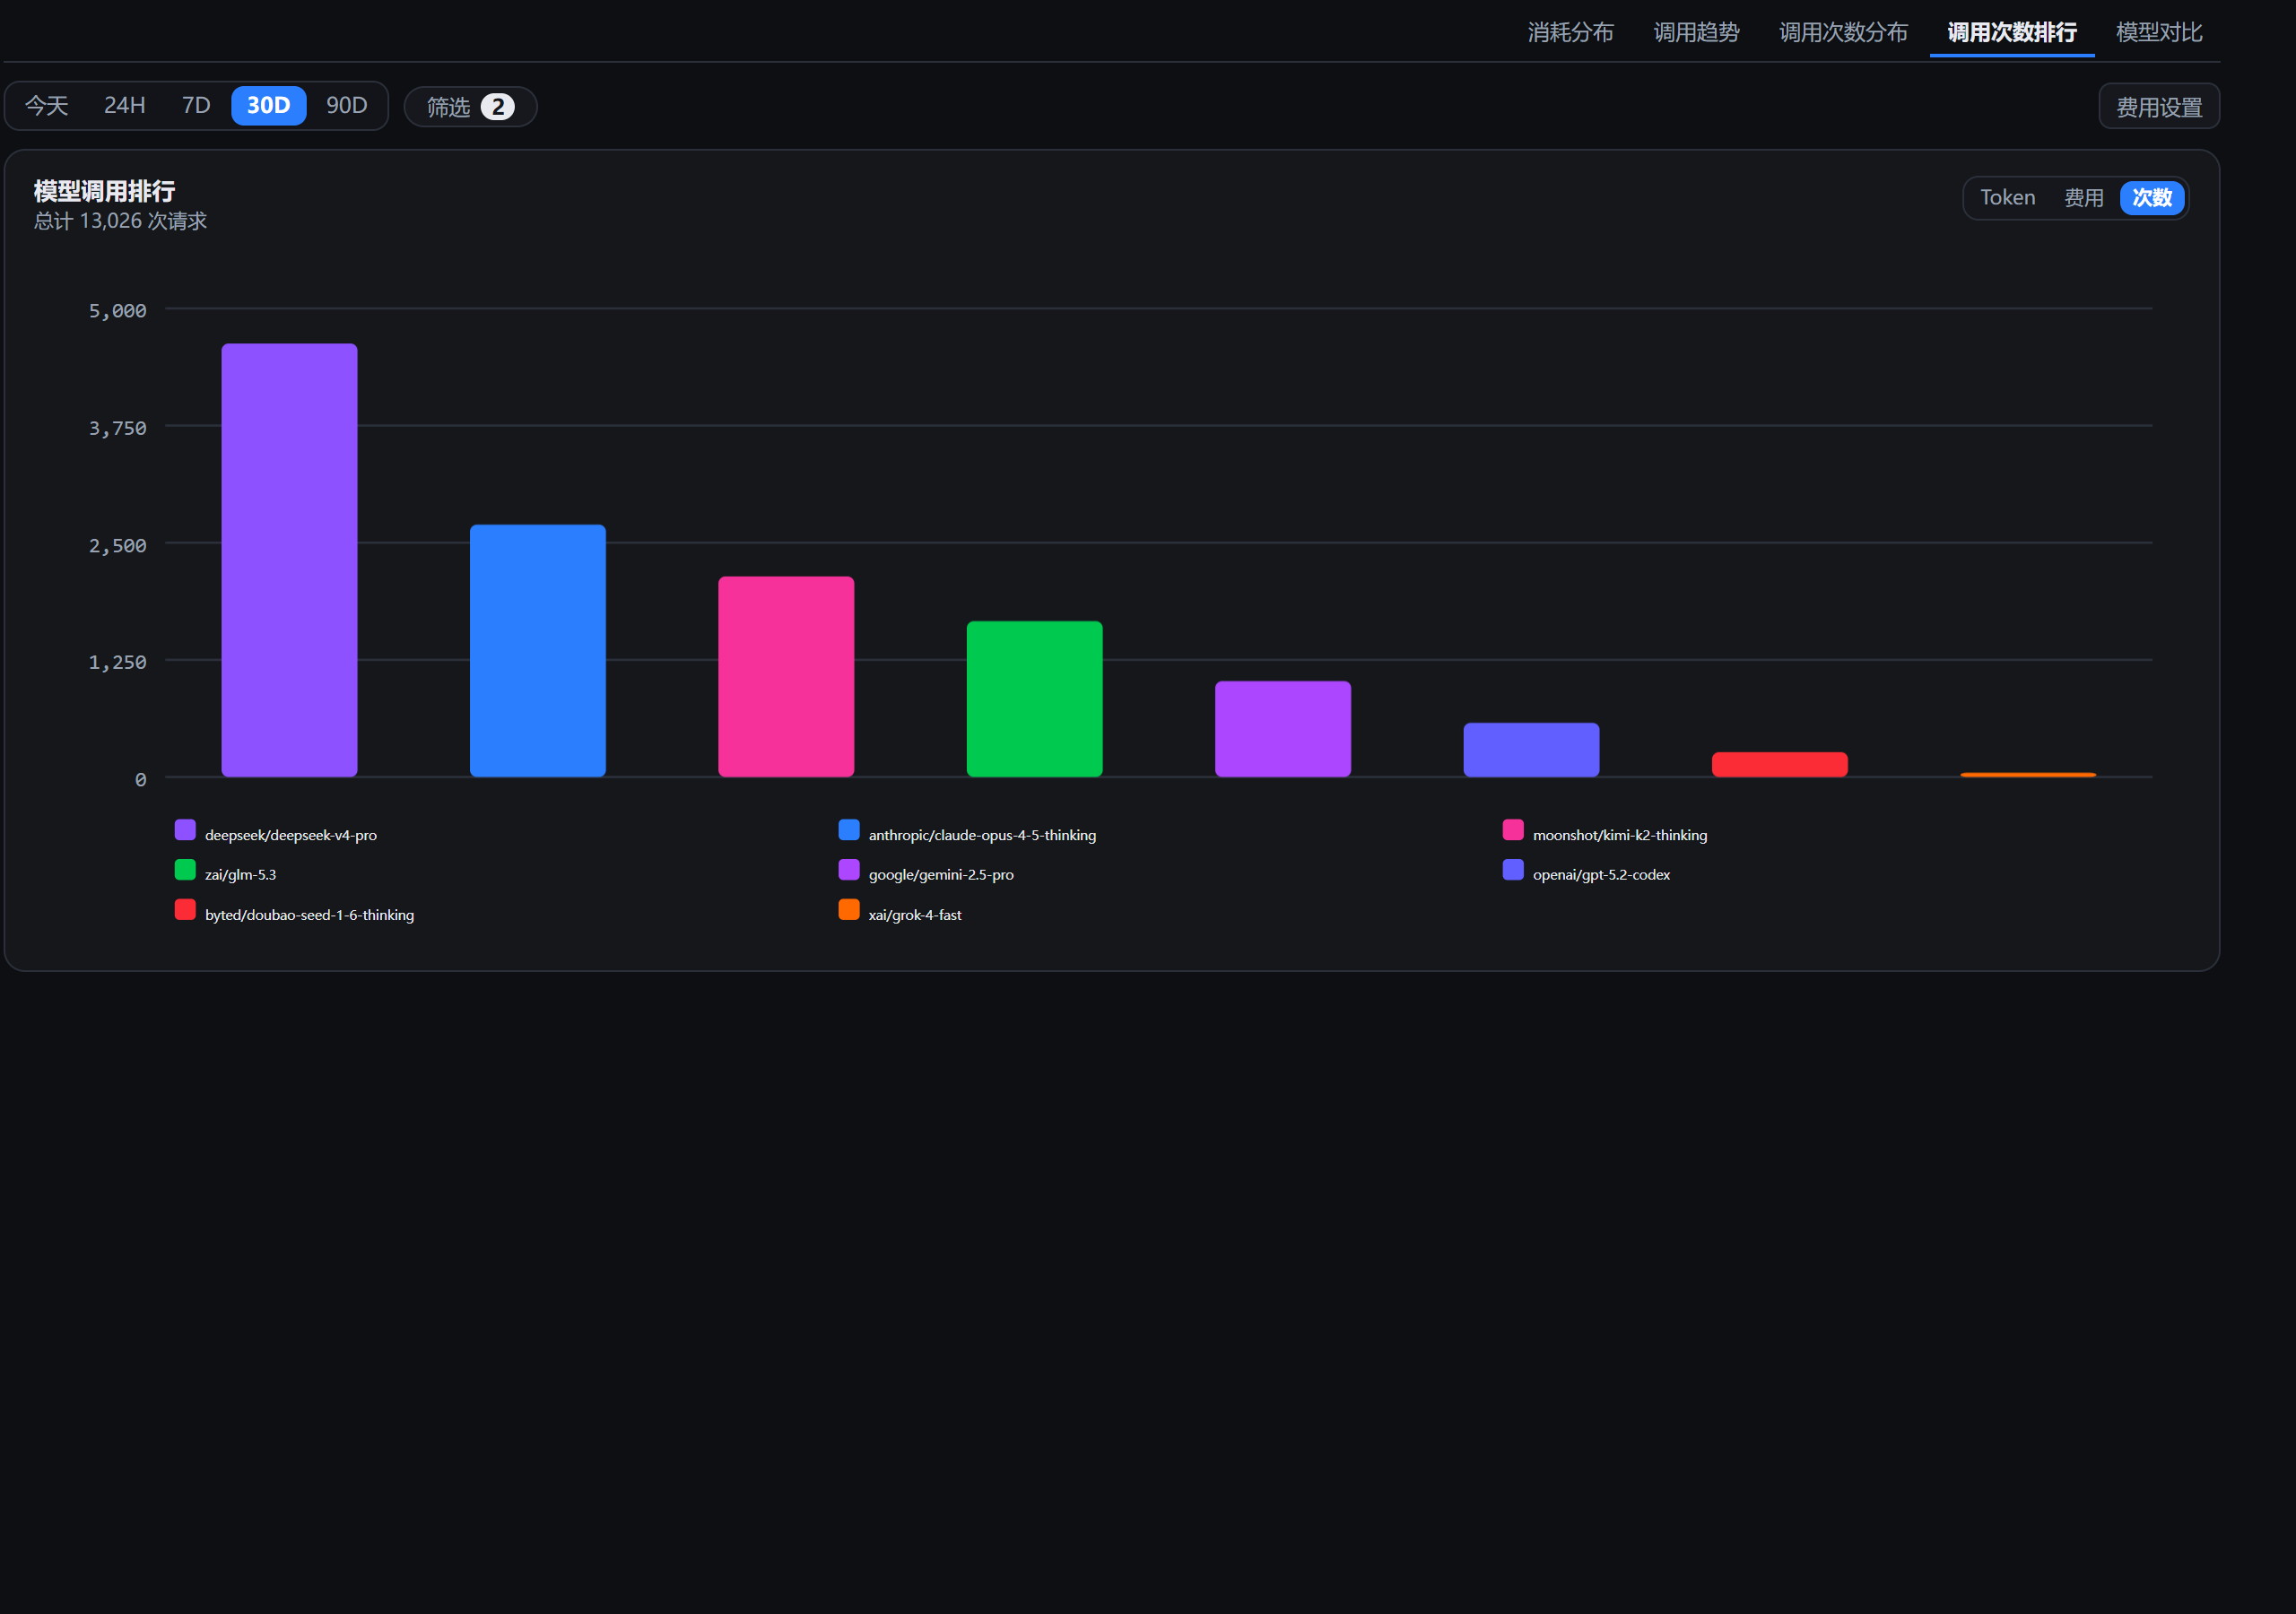 消耗分布 调用趋势 调用次数分布 调用次数排行 模型对比
今天 24H 7D 30D 90D 筛选 2 费用设置
模型调用排行
总计 13,026 次请求
Token 费用 次数
5,000
3,750
2,500
1,250
0
deepseek/deepseek-v4-pro anthropic/claude-opus-4-5-thinking moonshot/kimi-k2-thinking
zai/glm-5.3 google/gemini-2.5-pro openai/gpt-5.2-codex
byted/doubao-seed-1-6-thinking xai/grok-4-fast